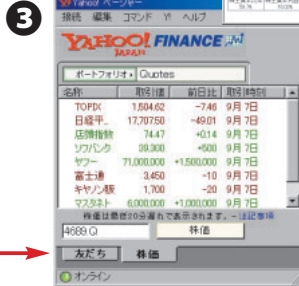 3
Yahoo! ページャー
接続 編集 コマンド Y! ヘルプ
YAHOO! FINANCE
JAPAN
ポートフォリオ: Quotes
名称 取引値 前日比 取引時刻
TOPIX 1,504.62 -7.46 9月 7日
日経平.. 17,707.50 -49.01 9月 7日
店頭指数 74.47 +0.14 9月 7日
ソフバンク 39,300 +500 9月 7日
ヤフー 71,000,000 +1,500,000 9月 7日
富士通 3,450 -10 9月 7日
キヤノン販 1,700 -20 9月 7日
マスタネト 6,000,000 +1,000,000 9月 7日
株価は最低20分遅れで表示されます。 - 注記事項
4689.Q 株価
友だち 株価
オンライン